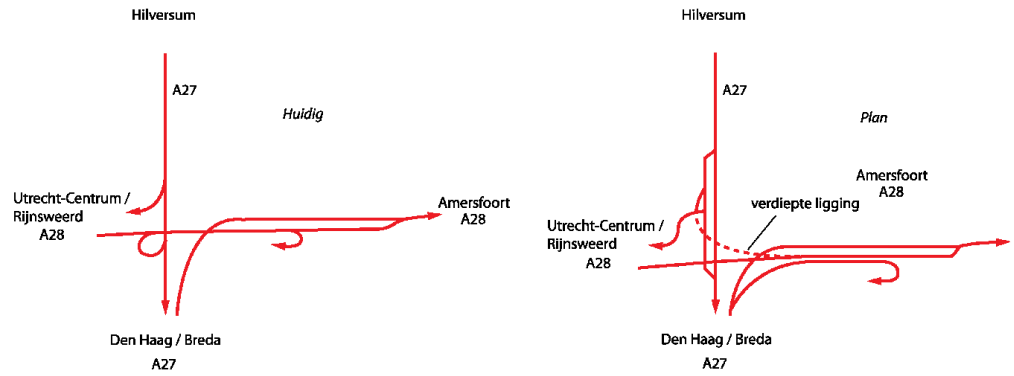 Hilversum
A27
Huidig
Utrecht-Centrum /
Rijnsweerd
A28
Amersfoort
A28
Den Haag / Breda
A27
Hilversum
A27
Plan
Amersfoort
A28
verdiepte ligging
Utrecht-Centrum /
Rijnsweerd
A28
Den Haag / Breda
A27